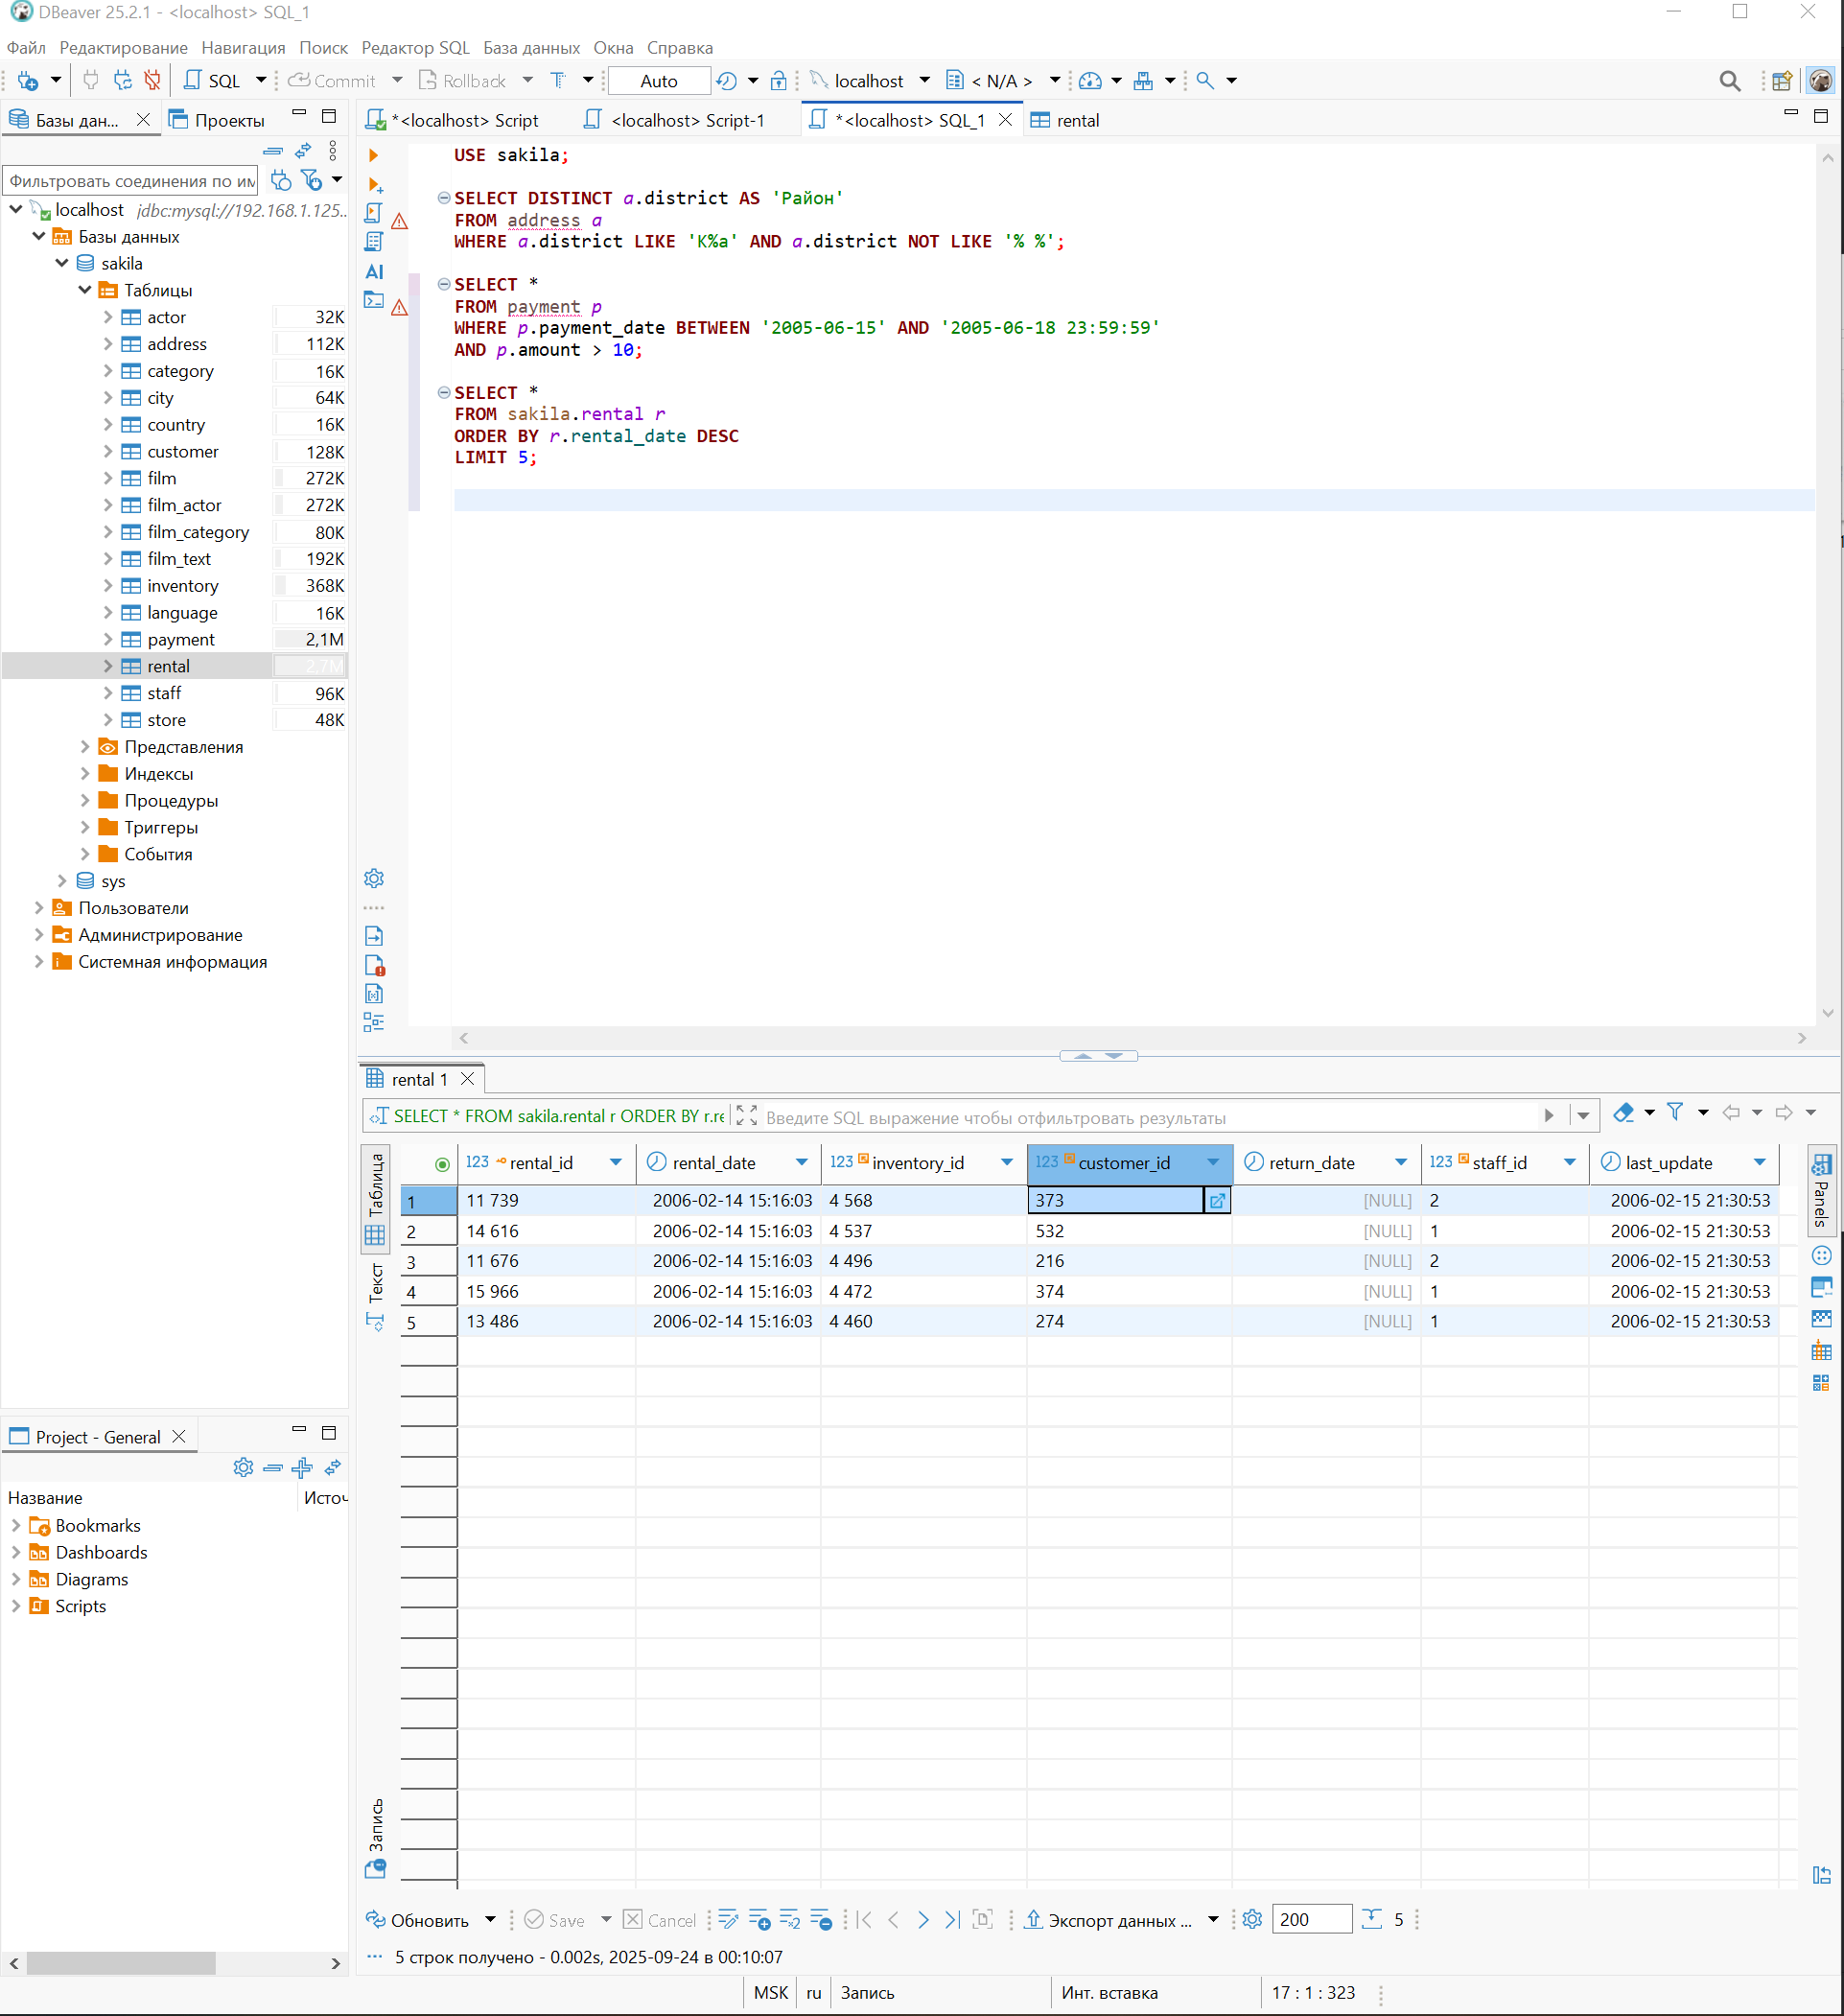 DBeaver 25.2.1 - <localhost> SQL_1
Файл Редактирование Навигация Поиск Редактор SQL База данных Окна Справка
SQL Commit Rollback Auto localhost < N/A >
Базы дан... Проекты
*<localhost> Script <localhost> Script-1 *<localhost> SQL_1 rental
Фильтровать соединения по им
localhost jdbc:mysql://192.168.1.125...
Базы данных
sakila
Таблицы
actor 32K
address 112K
category 16K
city 64K
country 16K
customer 128K
film 272K
film_actor 272K
film_category 80K
film_text 192K
inventory 368K
language 16K
payment 2,1M
rental 2,7M
staff 96K
store 48K
Представления
Индексы
Процедуры
Триггеры
События
sys
Пользователи
Администрирование
Системная информация
Project - General
Название Источ
Bookmarks
Dashboards
Diagrams
Scripts
AI
USE sakila;
SELECT DISTINCT a.district AS 'Район'
FROM address a
WHERE a.district LIKE 'K%a' AND a.district NOT LIKE '% %';
SELECT *
FROM payment p
WHERE p.payment_date BETWEEN '2005-06-15' AND '2005-06-18 23:59:59'
AND p.amount > 10;
SELECT *
FROM sakila.rental r
ORDER BY r.rental_date DESC
LIMIT 5;
rental 1
SELECT * FROM sakila.rental r ORDER BY r.re Введите SQL выражение чтобы отфильтровать результаты
Таблица
Текст
Запись
Panels
123 rental_id rental_date 123 inventory_id 123 customer_id return_date 123 staff_id last_update
1 11 739 2006-02-14 15:16:03 4 568 373 [NULL] 2 2006-02-15 21:30:53
2 14 616 2006-02-14 15:16:03 4 537 532 [NULL] 1 2006-02-15 21:30:53
3 11 676 2006-02-14 15:16:03 4 496 216 [NULL] 2 2006-02-15 21:30:53
4 15 966 2006-02-14 15:16:03 4 472 374 [NULL] 1 2006-02-15 21:30:53
5 13 486 2006-02-14 15:16:03 4 460 274 [NULL] 1 2006-02-15 21:30:53
Обновить Save Cancel Экспорт данных ... 200 5
5 строк получено - 0.002s, 2025-09-24 в 00:10:07
MSK ru Запись Инт. вставка 17 : 1 : 323